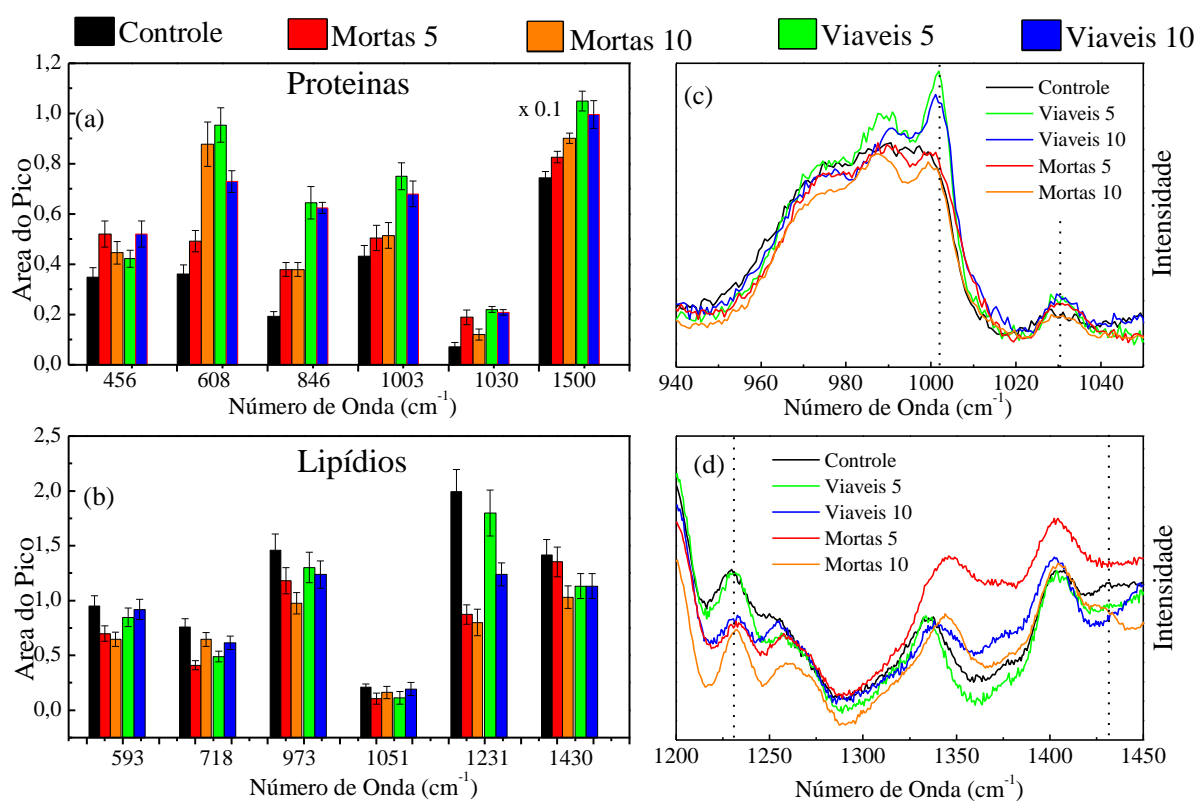 Controle Mortas 5 Mortas 10 Viaveis 5 Viaveis 10
Proteinas
(a)
x 0.1
Area do Pico
1,2
1,0
0,8
0,6
0,4
0,2
0,0
456 608 846 1003 1030 1500
Número de Onda (cm-1)
(c)
Controle
Viaveis 5
Viaveis 10
Mortas 5
Mortas 10
Intensidade
940 960 980 1000 1020 1040
Número de Onda (cm-1)
Lipídios
(b)
Area do Pico
2,5
2,0
1,5
1,0
0,5
0,0
593 718 973 1051 1231 1430
Número de Onda (cm-1)
(d)
Controle
Viaveis 5
Viaveis 10
Mortas 5
Mortas 10
Intensidade
1200 1250 1300 1350 1400 1450
Número de Onda (cm-1)